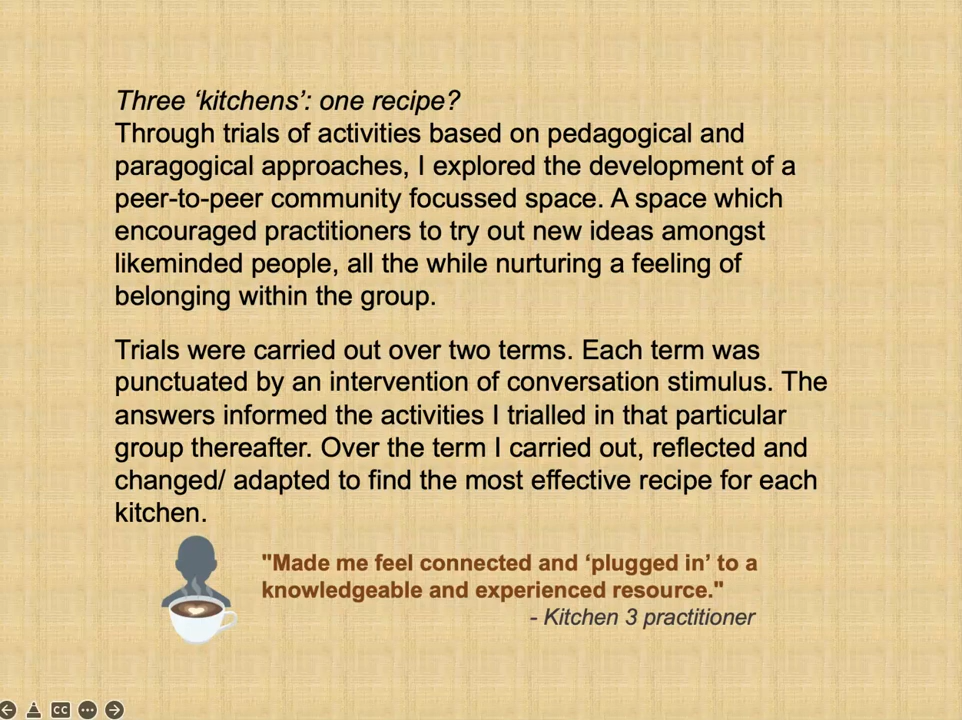 Three ‘kitchens’: one recipe?
Through trials of activities based on pedagogical and
paragogical approaches, I explored the development of a
peer-to-peer community focussed space. A space which
encouraged practitioners to try out new ideas amongst
likeminded people, all the while nurturing a feeling of
belonging within the group.
Trials were carried out over two terms. Each term was
punctuated by an intervention of conversation stimulus. The
answers informed the activities I trialled in that particular
group thereafter. Over the term I carried out, reflected and
changed/ adapted to find the most effective recipe for each
kitchen.
"Made me feel connected and ‘plugged in’ to a
knowledgeable and experienced resource."
- Kitchen 3 practitioner
CC